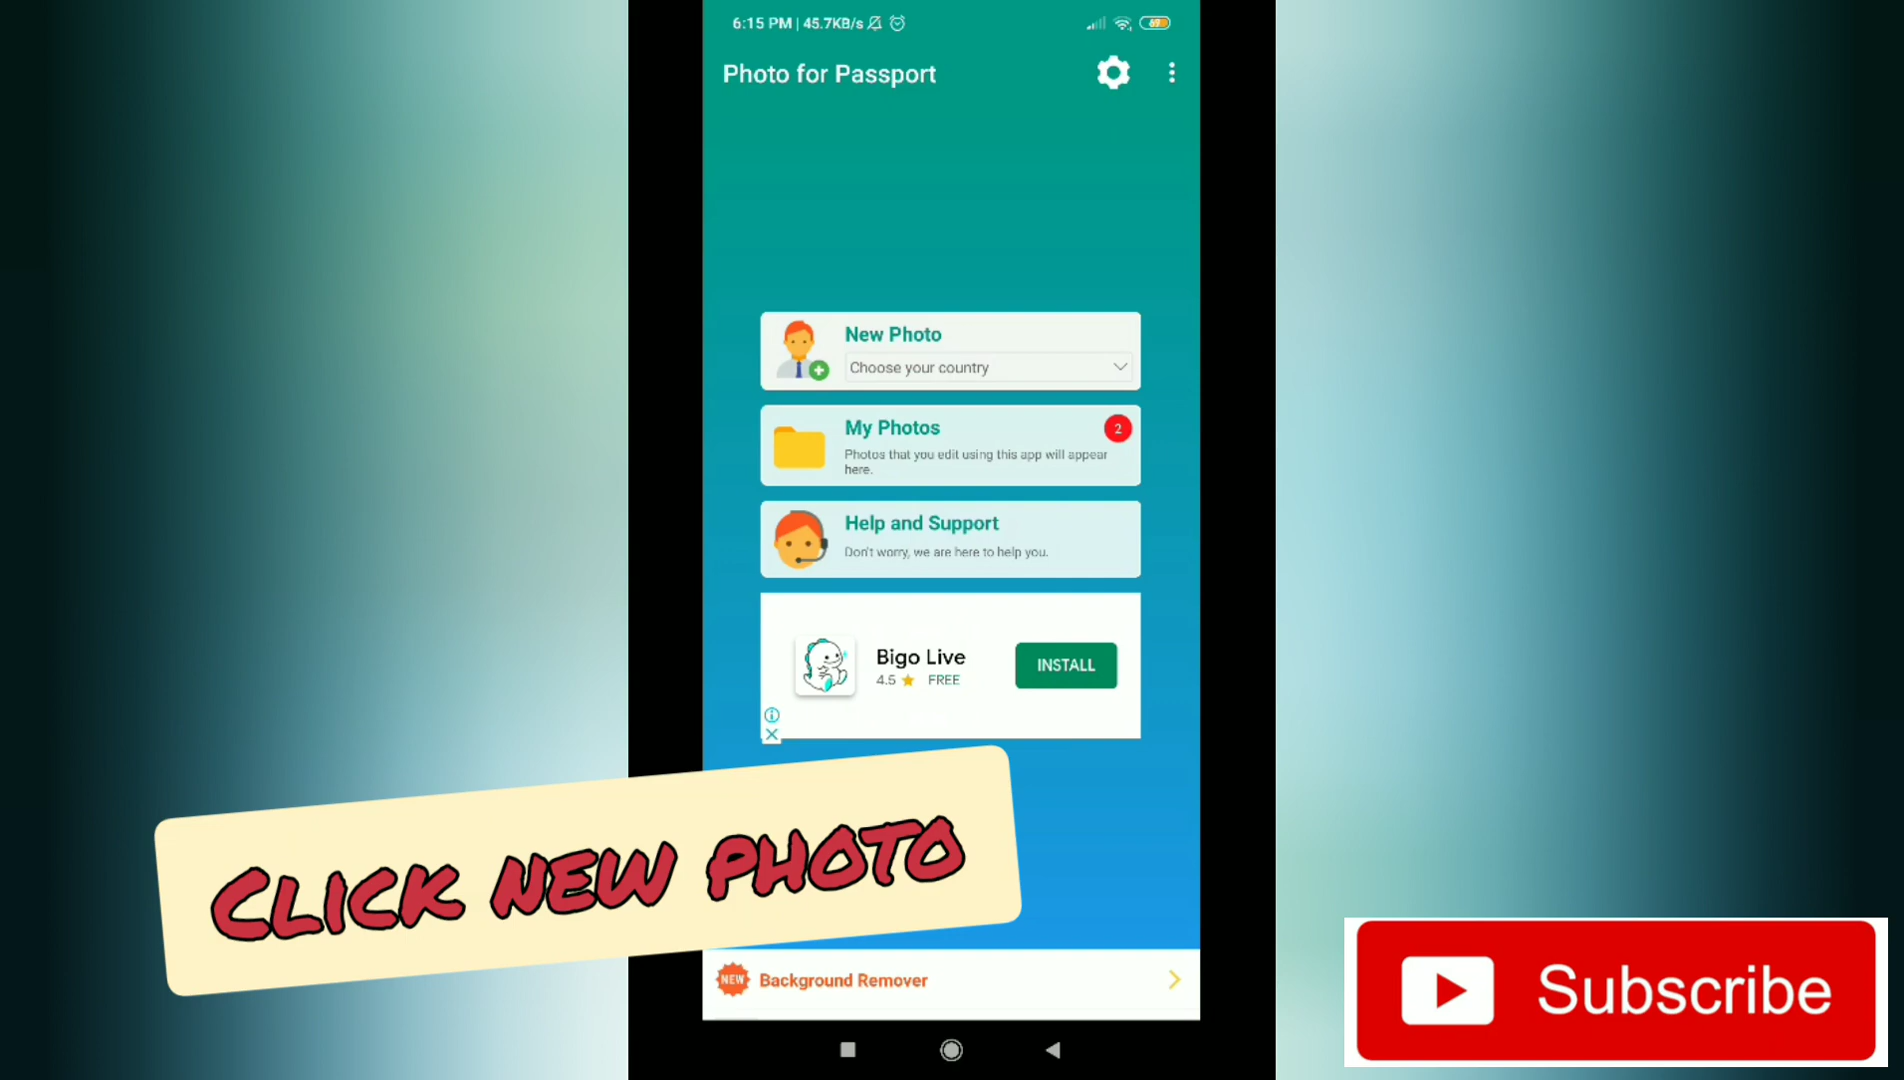 6:15 PM | 45.7KB/s
69
Photo for Passport
New Photo
Choose your country
My Photos
2
Photos that you edit using this app will appear
here.
Help and Support
Don't worry, we are here to help you.
Bigo Live
4.5 ★ FREE
INSTALL
CLICK NEW PHOTO
NEW
Background Remover
Subscribe